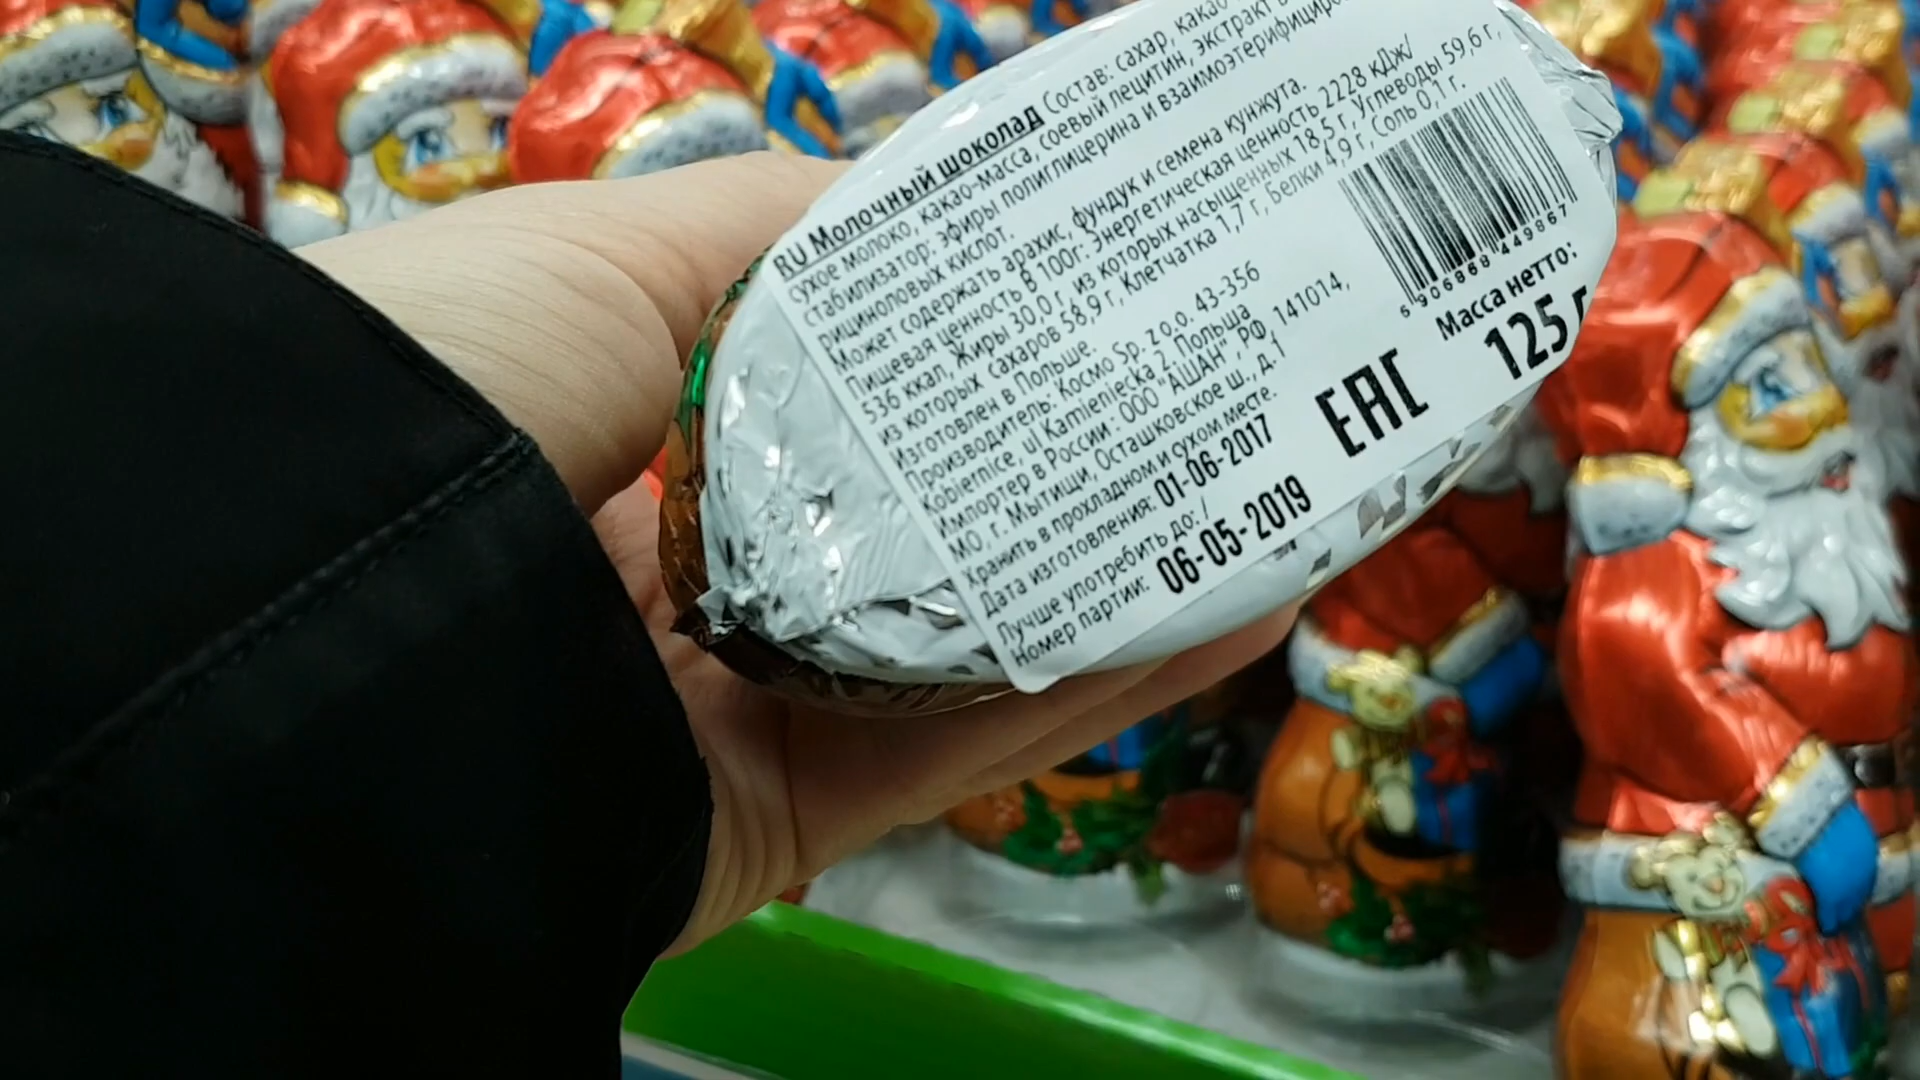 RU Молочный шоколад Состав: сахар, какао
сухое молоко, какао-масса, соевый лецитин, экстракт
стабилизатор: эфиры полиглицерина и
рициноловых кислот.
Может содержать арахис, фундук и семена кунжута.
Пищевая ценность в 100г: Энергетическая ценность 2228 кДж/
536 ккал, Жиры 30,0 г, из которых насыщенных 18,5 г, Углеводы 59,6 г,
из которых сахаров 58,9 г, Клетчатка 1,7 г, Белки 4,9 г, Соль 0,1 г.
Изготовлен в Польше.
Производитель: Космо Sp. z o.o. 43-356
Kobiernice, ul Kamieniecka 2, Польша
Импортер в России : ООО "АШАН", РФ, 141014,
МО, г. Мытищи, Осташковское ш., д.1
Хранить в прохладном и сухом месте.
Дата изготовления: 01-06-2017
Лучше употребить до: /
Номер партии: 06-05-2019
6 906868 449867
Масса нетто:
125 г
EAC